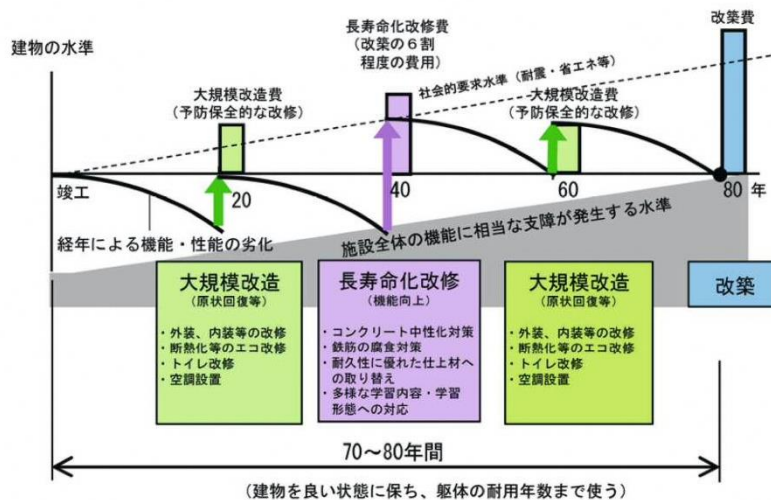 建物の水準
長寿命化改修費
(改築の6割
程度の費用)
改築費
社会的要求水準(耐震・省エネ等)
大規模改造費
(予防保全的な改修)
大規模改造費
(予防保全的な改修)
竣工
20
40
60
80 年
経年による機能・性能の劣化
施設全体の機能に相当な支障が発生する水準
大規模改造
(原状回復等)
・外装、内装等の改修
・断熱化等のエコ改修
・トイレ改修
・空調設置
長寿命化改修
(機能向上)
・コンクリート中性化対策
・鉄筋の腐食対策
・耐久性に優れた仕上材へ
の取り替え
・多様な学習内容・学習
形態への対応
大規模改造
(原状回復等)
・外装、内装等の改修
・断熱化等のエコ改修
・トイレ改修
・空調設置
改築
70～80年間
(建物を良い状態に保ち、躯体の耐用年数まで使う)